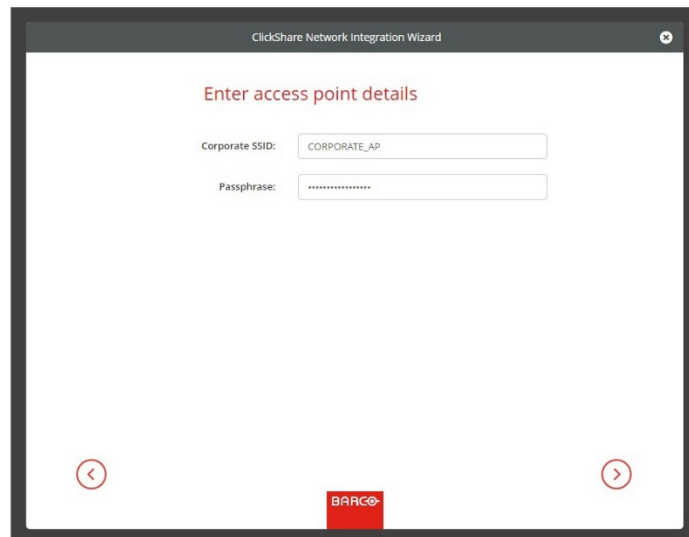 ClickShare Network Integration Wizard
Enter access point details
Corporate SSID: CORPORATE_AP
Passphrase: ••••••••••••••••
BARCO